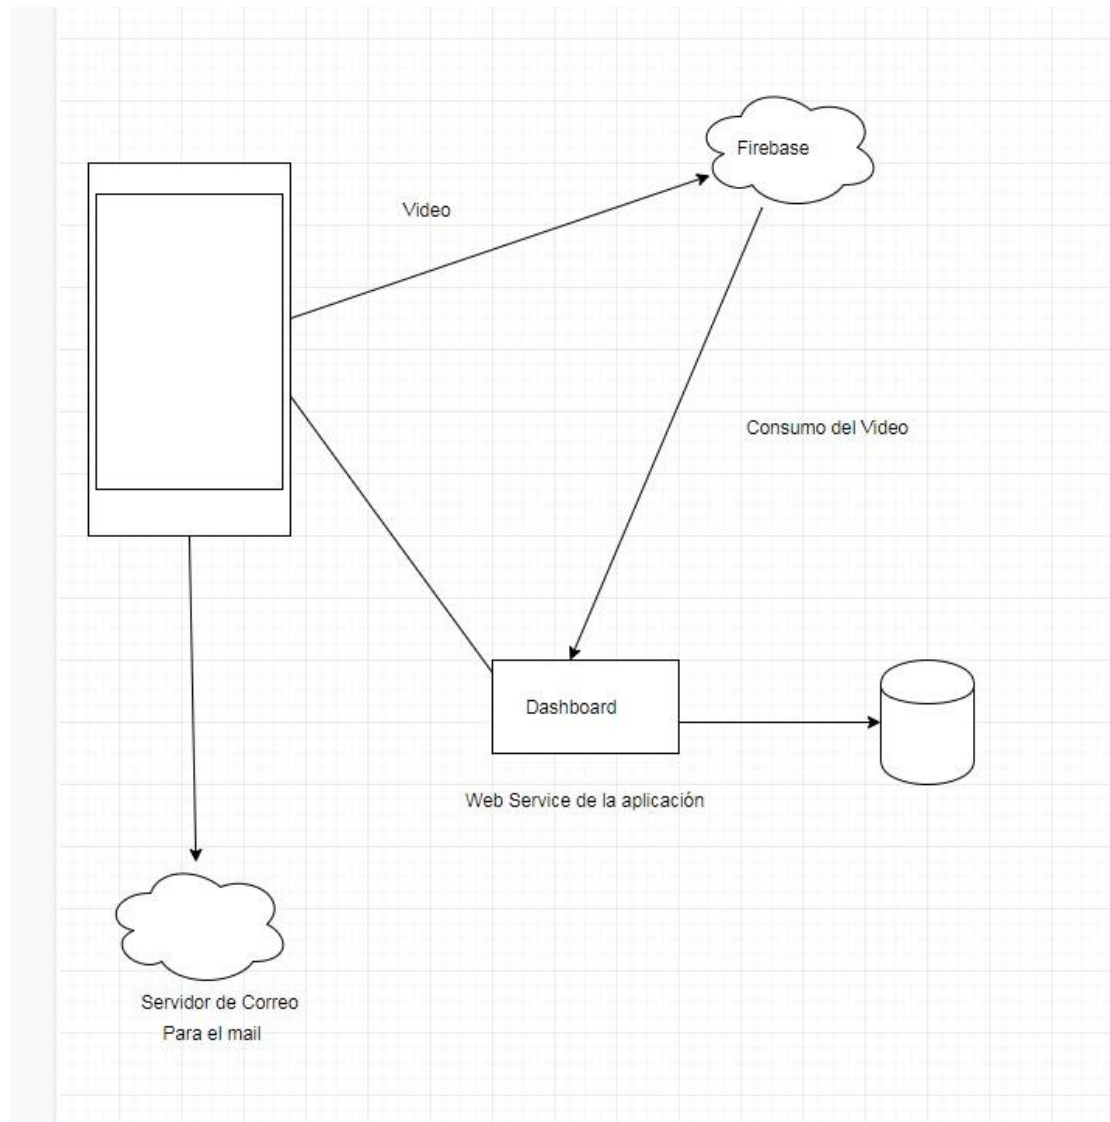 Firebase
Video
Consumo del Video
Dashboard
Web Service de la aplicación
Servidor de Correo
Para el mail